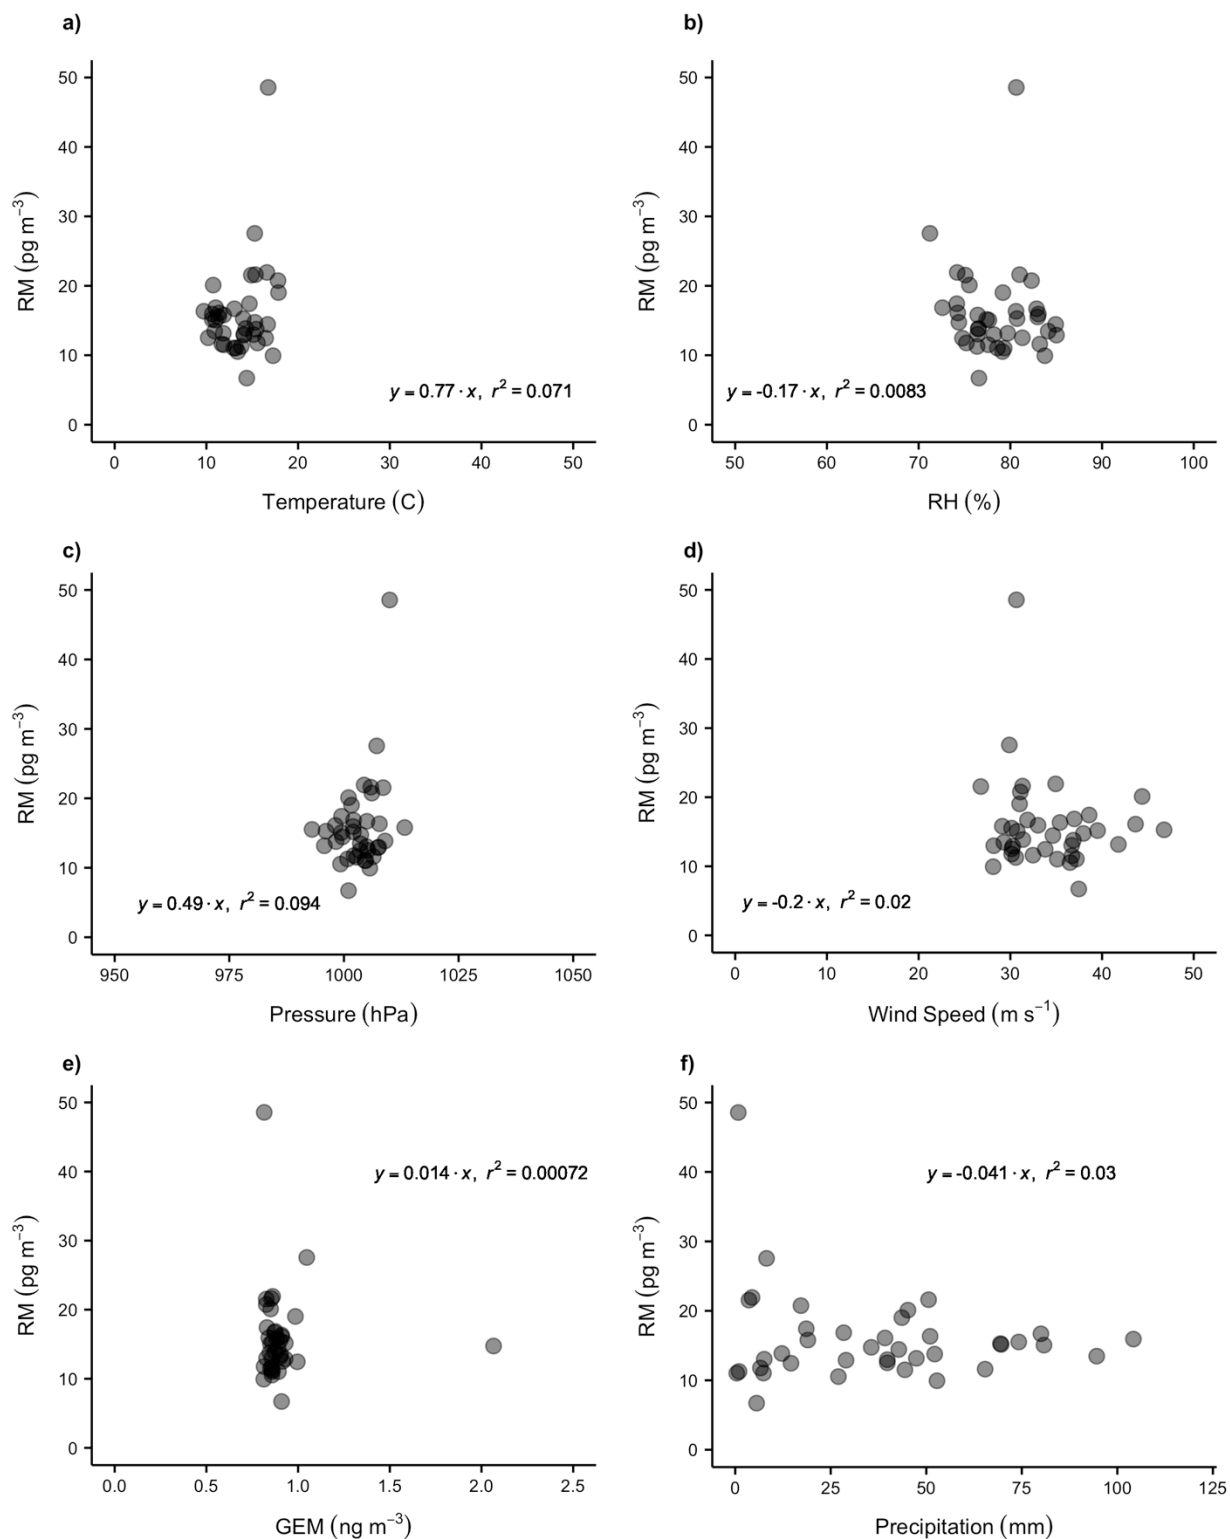 a)
RM (pg m⁻³)
50
40
30
20
10
0
y = 0.77 · x, r² = 0.071
0 10 20 30 40 50
Temperature (C)
b)
RM (pg m⁻³)
50
40
30
20
10
0
y = -0.17 · x, r² = 0.0083
50 60 70 80 90 100
RH (%)
c)
RM (pg m⁻³)
50
40
30
20
10
0
y = 0.49 · x, r² = 0.094
950 975 1000 1025 1050
Pressure (hPa)
d)
RM (pg m⁻³)
50
40
30
20
10
0
y = -0.2 · x, r² = 0.02
0 10 20 30 40 50
Wind Speed (m s⁻¹)
e)
RM (pg m⁻³)
50
40
30
20
10
0
y = 0.014 · x, r² = 0.00072
0.0 0.5 1.0 1.5 2.0 2.5
GEM (ng m⁻³)
f)
RM (pg m⁻³)
50
40
30
20
10
0
y = -0.041 · x, r² = 0.03
0 25 50 75 100 125
Precipitation (mm)